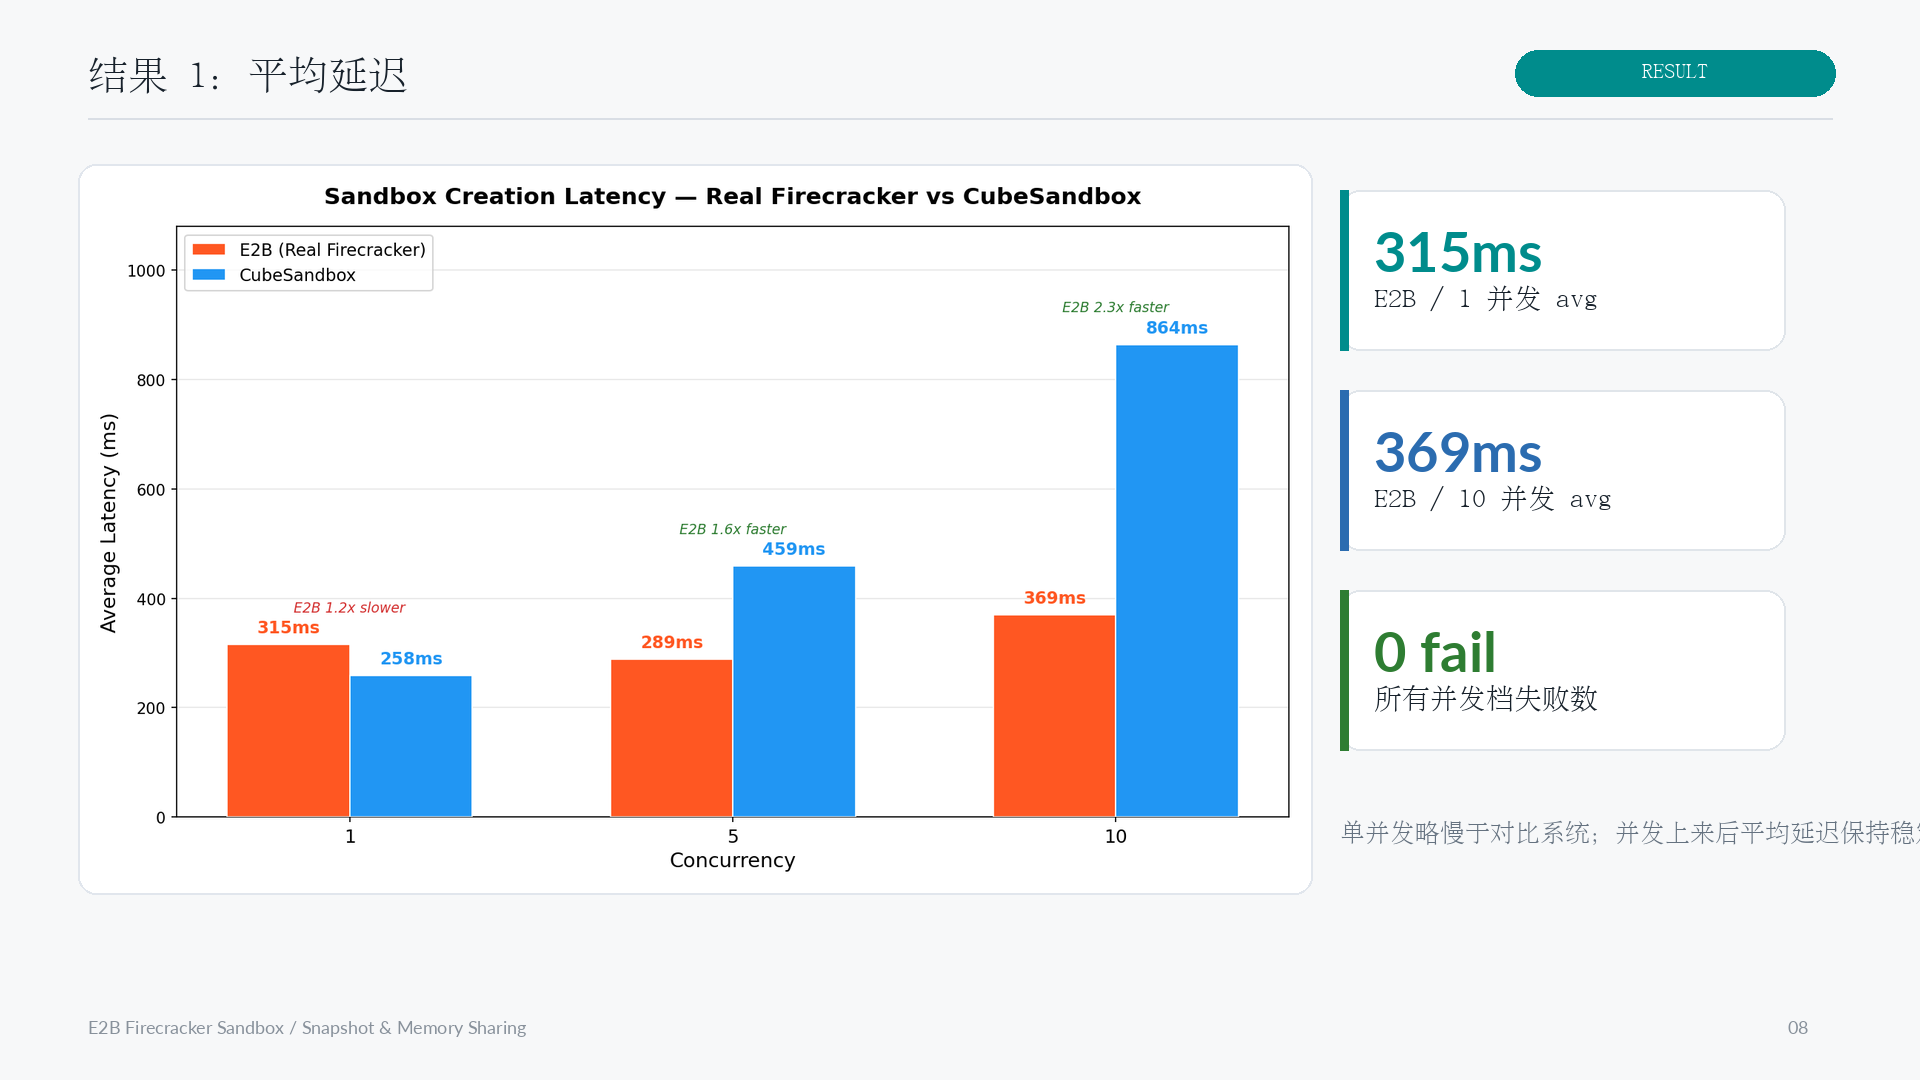 结果 1: 平均延迟
RESULT
Sandbox Creation Latency — Real Firecracker vs CubeSandbox
E2B (Real Firecracker)
CubeSandbox
Average Latency (ms)
1000
800
600
400
200
0
E2B 1.2x slower
315ms
258ms
E2B 1.6x faster
289ms
459ms
E2B 2.3x faster
369ms
864ms
1
5
10
Concurrency
315ms
E2B / 1 并发 avg
369ms
E2B / 10 并发 avg
0 fail
所有并发档失败数
单并发略慢于对比系统; 并发上来后平均延迟保持稳
E2B Firecracker Sandbox / Snapshot & Memory Sharing
08